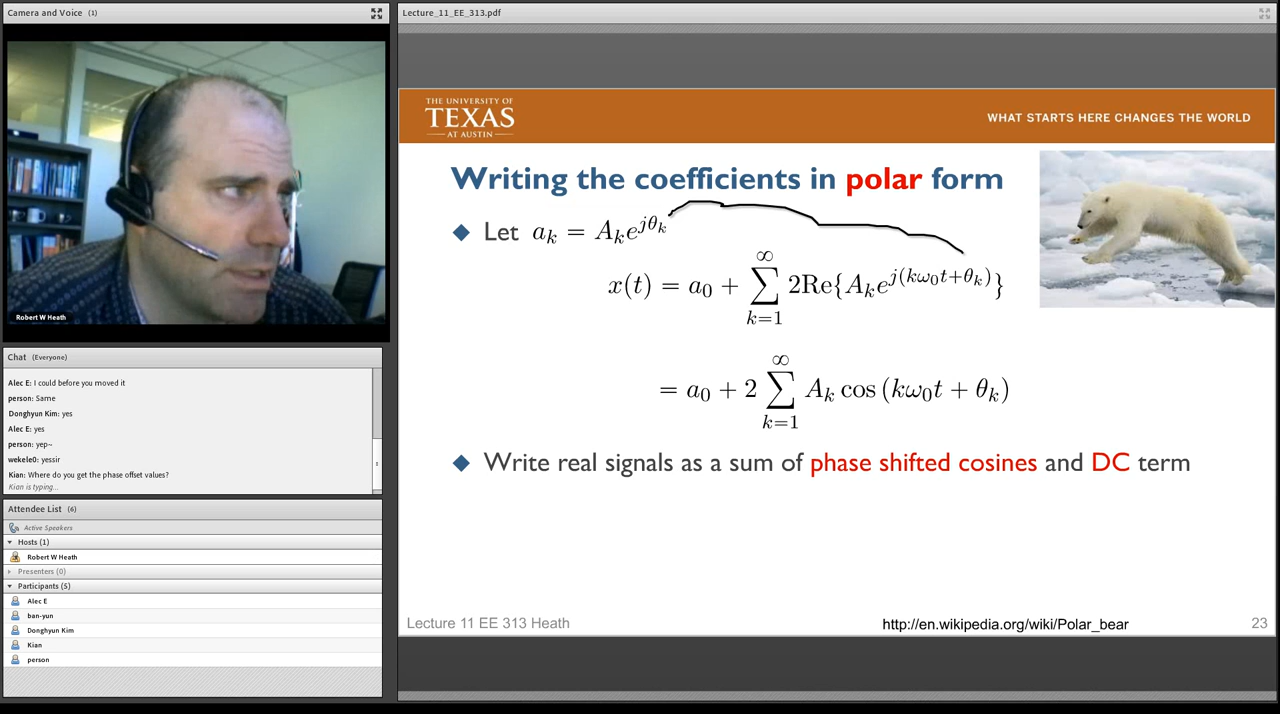 Camera and Voice (1)
Robert W Heath
Chat (Everyone)
Alec E: I could before you moved it
person: Same
Donghyun Kim: yes
Alec E: yes
person: yep~
wekele0: yessir
Kian: Where do you get the phase offset values?
Kian is typing...
Attendee List (6)
Active Speakers
Hosts (1)
Robert W Heath
Presenters (0)
Participants (5)
Alec E
ban-yun
Donghyun Kim
Kian
person
Lecture_11_EE_313.pdf
THE UNIVERSITY OF
TEXAS
AT AUSTIN
WHAT STARTS HERE CHANGES THE WORLD
Writing the coefficients in polar form
Let a_k = A_k e^{jθ_k}
x(t) = a_0 + ∑_{k=1}^{∞} 2Re{A_k e^{j(kω_0t+θ_k)}}
= a_0 + 2 ∑_{k=1}^{∞} A_k cos (kω_0t + θ_k)
Write real signals as a sum of phase shifted cosines and DC term
Lecture 11 EE 313 Heath
http://en.wikipedia.org/wiki/Polar_bear
23